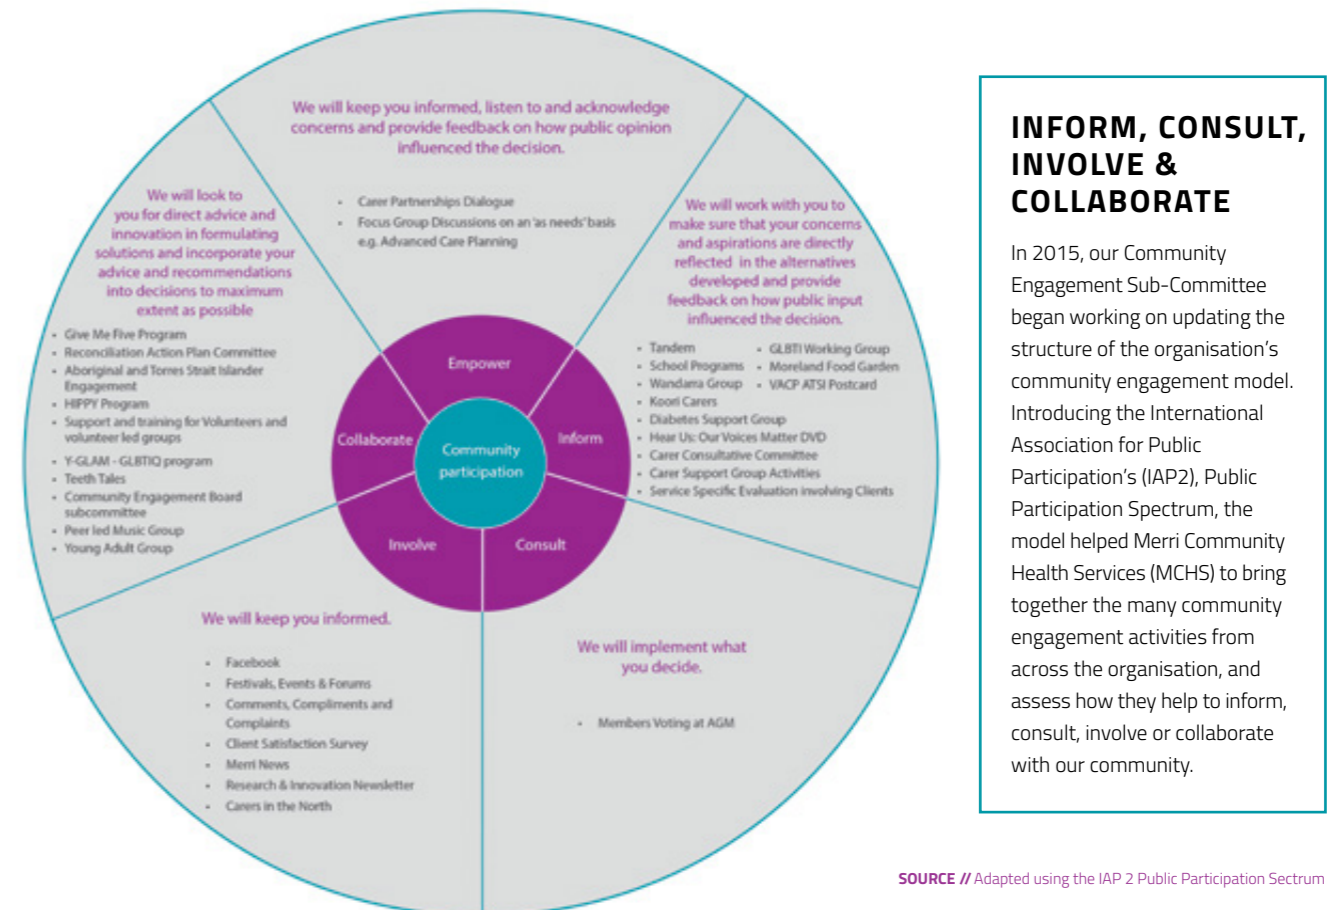 We will keep you informed, listen to and acknowledge
concerns and provide feedback on how public opinion
influenced the decision.
• Carer Partnerships Dialogue
• Focus Group Discussions on an 'as needs' basis
e.g. Advanced Care Planning
We will look to
you for direct advice and
innovation in formulating
solutions and incorporate your
advice and recommendations
into decisions to maximum
extent as possible
• Give Me Five Program
• Reconciliation Action Plan Committee
• Aboriginal and Torres Strait Islander
Engagement
• HIPPY Program
• Support and training for Volunteers and
volunteer led groups
• Y-GLAM - GLBTIQ program
• Teeth Tales
• Community Engagement Board
subcommittee
• Peer led Music Group
• Young Adult Group
We will work with you to
make sure that your concerns
and aspirations are directly
reflected in the alternatives
developed and provide
feedback on how public input
influenced the decision.
• Tandem
• School Programs
• Wandarra Group
• Koori Carers
• Diabetes Support Group
• Hear Us: Our Voices Matter DVD
• Carer Consultative Committee
• Carer Support Group Activities
• Service Specific Evaluation involving Clients
• GLBTI Working Group
• Moreland Food Garden
• VACP ATSI Postcard
Empower
Collaborate
Inform
Community
participation
Involve
Consult
We will keep you informed.
• Facebook
• Festivals, Events & Forums
• Comments, Compliments and
Complaints
• Client Satisfaction Survey
• Merri News
• Research & Innovation Newsletter
• Carers in the North
We will implement what
you decide.
• Members Voting at AGM
INFORM, CONSULT,
INVOLVE &
COLLABORATE
In 2015, our Community
Engagement Sub-Committee
began working on updating the
structure of the organisation's
community engagement model.
Introducing the International
Association for Public
Participation's (IAP2), Public
Participation Spectrum, the
model helped Merri Community
Health Services (MCHS) to bring
together the many community
engagement activities from
across the organisation, and
assess how they help to inform,
consult, involve or collaborate
with our community.
SOURCE // Adapted using the IAP 2 Public Participation Sectrum